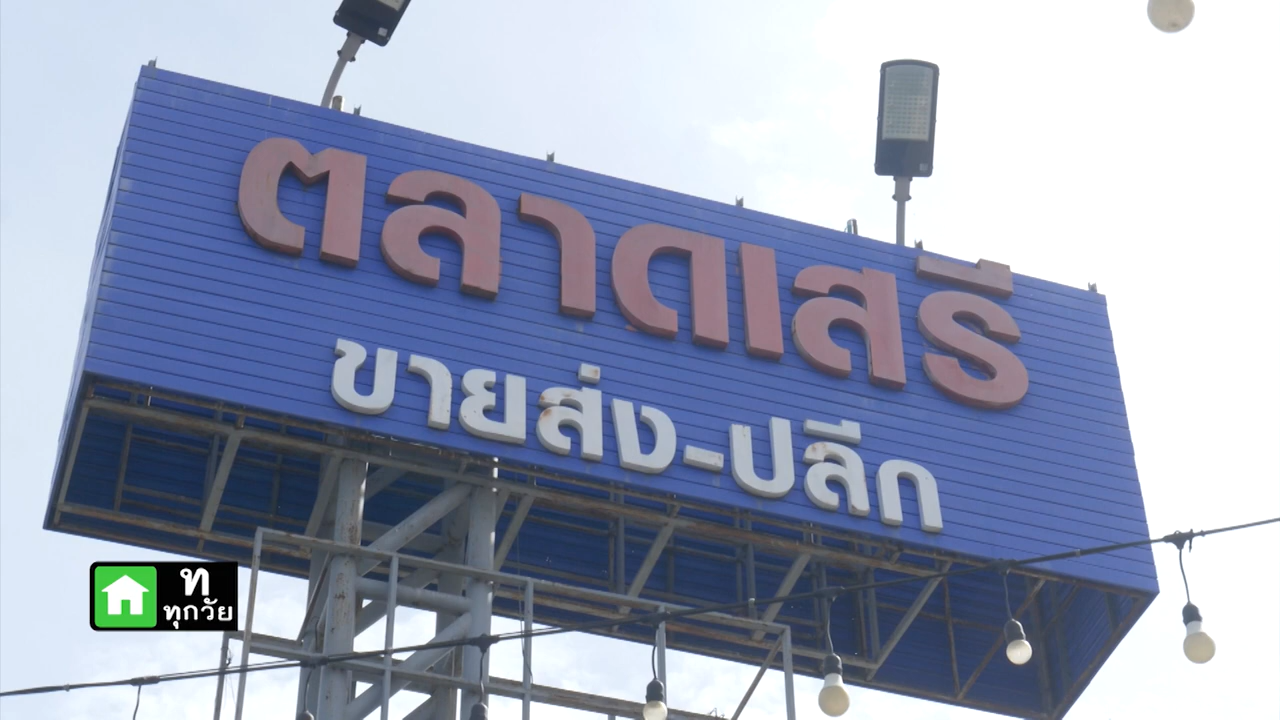 ตลาดเสรี
ขายส่ง-ปลีก
ท
ทุกวัย